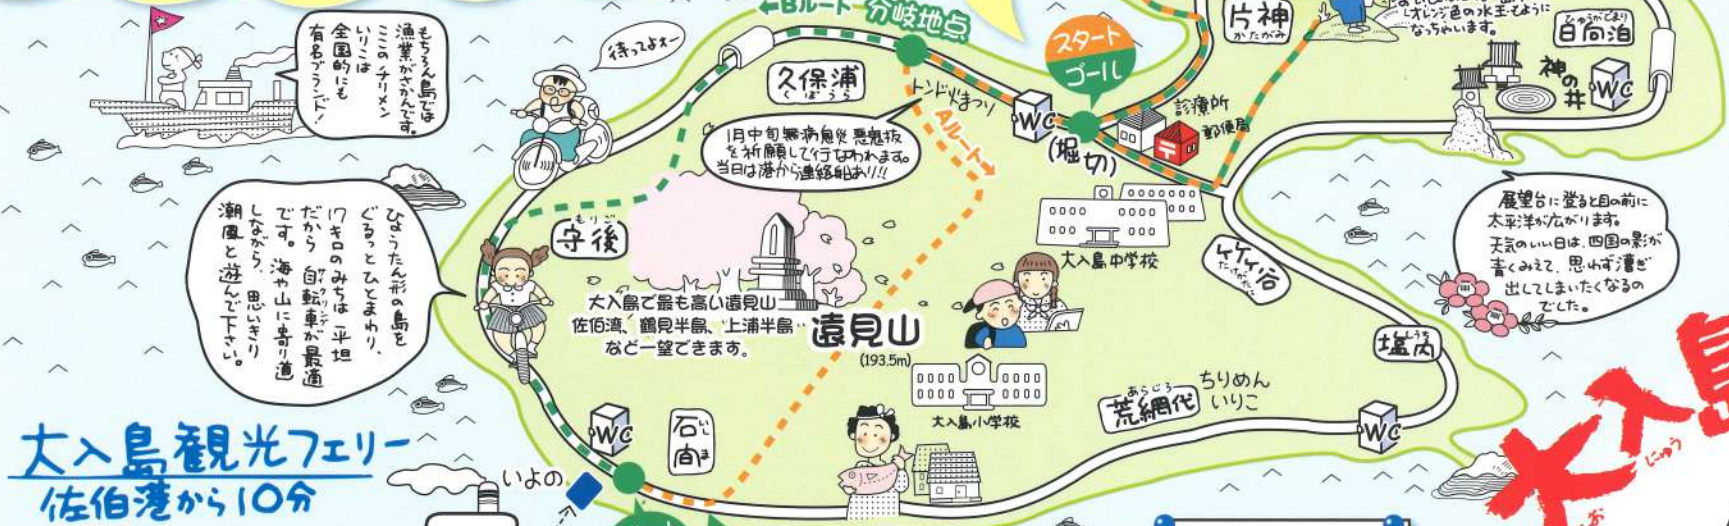 ←Bルート 分岐地点
スタート
ゴール
片神
かたがみ
オレンジ色の水玉もように
なっちゃいます。
日向泊
ひゅうがどまり
神の井
WC
もちろん島では
漁業がさかんです。
ここのチリメン
いりこは
全国的にも
有名ブランド!
待ってよォー
久保浦
くぼうら
トンド火まつり
1月中旬無病息災悪鬼抜
を祈願して行なわれます。
当日は港から連絡船あり!!
Aルート→
WC
(堀切)
診療所
郵便局
ひょうたん形の島を
ぐるっとひとまわり、
17キロのみちは平坦
だから自転車が最適
サイクリング
です。海や山に寄り道
しながら、思いきり
潮風と遊んで下さい。
守後
もりご
大入島で最も高い遠見山
佐伯湾、鶴見半島、上浦半島
など一望できます。
遠見山
(193.5m)
大入島中学校
竹ケ谷
たけがたに
展望台に登ると目の前に
太平洋が広がります。
天気のいい日は、四国の影が
青くみえて、思わず漕ぎ
出してしまいたくなるの
でした。
塩内
しうち
大入島小学校
荒網代
あらじろ
ちりめん
いりこ
WC
WC
石間
いしま
いよの
大入島観光フェリー
佐伯港から10分
大入島
おおにゅう